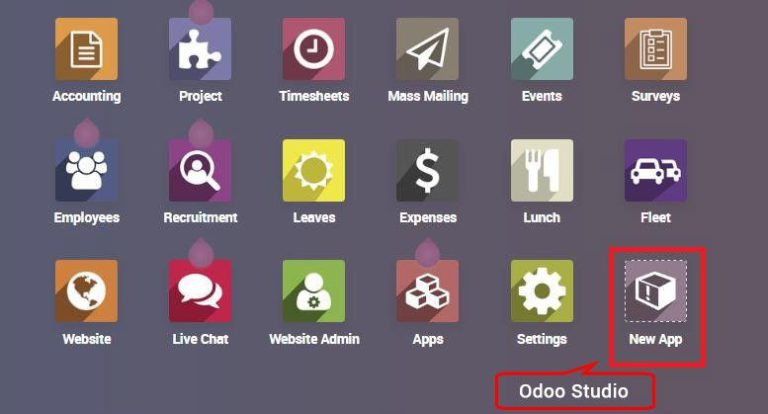 Accounting
Project
Timesheets
Mass Mailing
Events
Surveys
Employees
Recruitment
Leaves
Expenses
Lunch
Fleet
Website
Live Chat
Website Admin
Apps
Settings
New App
Odoo Studio